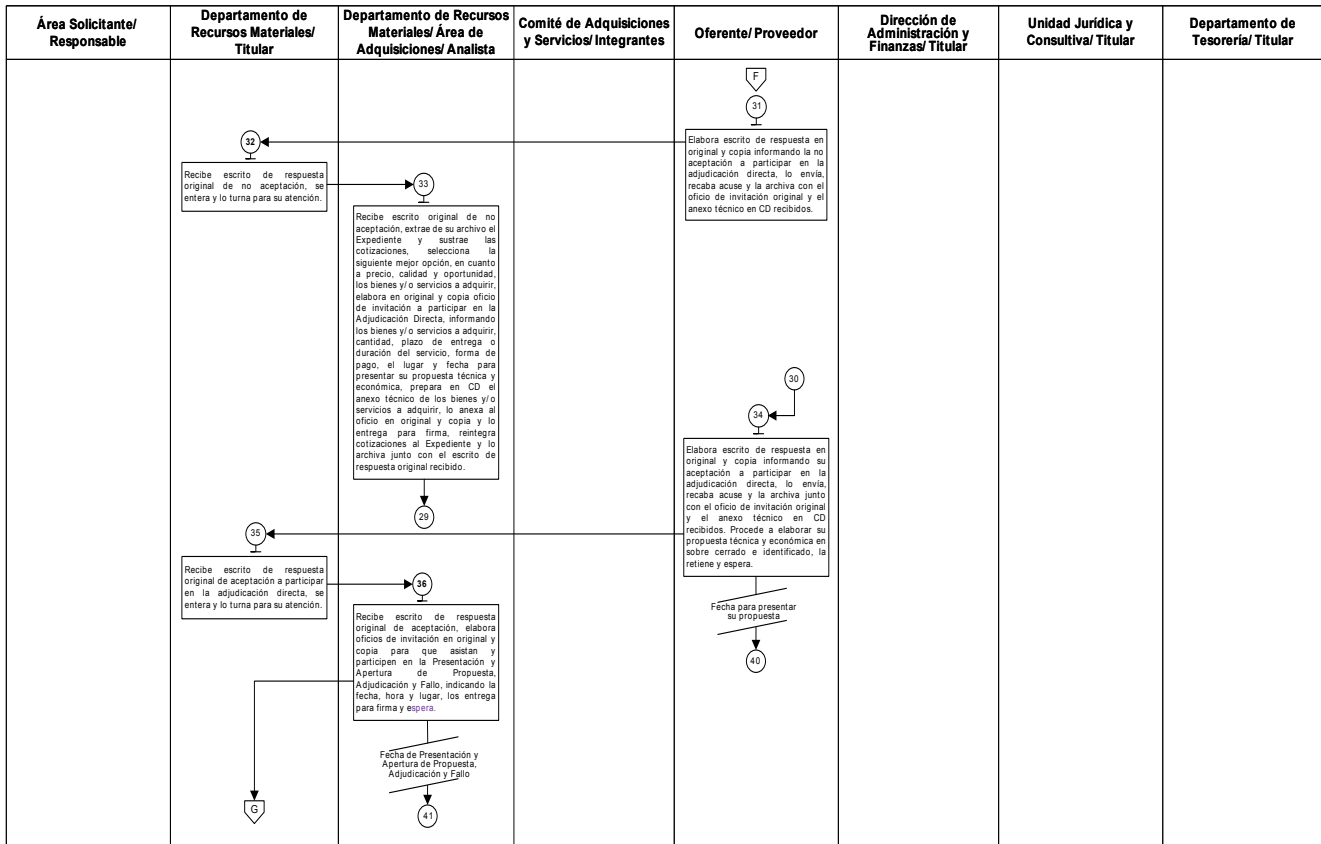 Área Solicitante/
Responsable
Departamento de
Recursos Materiales/
Titular
Departamento de Recursos
Materiales/ Área de
Adquisiciones/ Analista
Comité de Adquisiciones
y Servicios/ Integrantes
Oferente/ Proveedor
Dirección de
Administración y
Finanzas/ Titular
Unidad Jurídica y
Consultiva/ Titular
Departamento de
Tesorería/ Titular
F
31
Elabora escrito de respuesta en
original y copia informando la no
aceptación a participar en la
adjudicación directa, lo envía,
recaba acuse y la archiva con el
oficio de invitación original y el
anexo técnico en CD recibidos.
32
Recibe escrito de respuesta
original de no aceptación, se
entera y lo turna para su atención.
33
Recibe escrito original de no
aceptación, extrae de su archivo el
Expediente y sustrae las
cotizaciones, selecciona la
siguiente mejor opción, en cuanto
a precio, calidad y oportunidad,
los bienes y/o servicios a adquirir,
elabora en original y copia oficio
de invitación a participar en la
Adjudicación Directa, informando
los bienes y/o servicios a adquirir,
cantidad, plazo de entrega o
duración del servicio, forma de
pago, el lugar y fecha para
presentar su propuesta técnica y
económica, prepara en CD el
anexo técnico de los bienes y/o
servicios a adquirir, lo anexa al
oficio en original y copia y lo
entrega para firma, reintegra
cotizaciones al Expediente y lo
archiva junto con el escrito de
respuesta original recibido.
29
30
34
Elabora escrito de respuesta en
original y copia informando su
aceptación a participar en la
adjudicación directa, lo envía,
recaba acuse y la archiva junto
con el oficio de invitación original
y el anexo técnico en CD
recibidos. Procede a elaborar su
propuesta técnica y económica en
sobre cerrado e identificado, la
retiene y espera.
Fecha para presentar
su propuesta
40
35
Recibe escrito de respuesta
original de aceptación a participar
en la adjudicación directa, se
entera y lo turna para su atención.
36
Recibe escrito de respuesta
original de aceptación, elabora
oficios de invitación en original y
copia para que asistan y
participen en la Presentación y
Apertura de Propuesta,
Adjudicación y Fallo, indicando la
fecha, hora y lugar, los entrega
para firma y espera.
Fecha de Presentación y
Apertura de Propuesta,
Adjudicación y Fallo
41
G